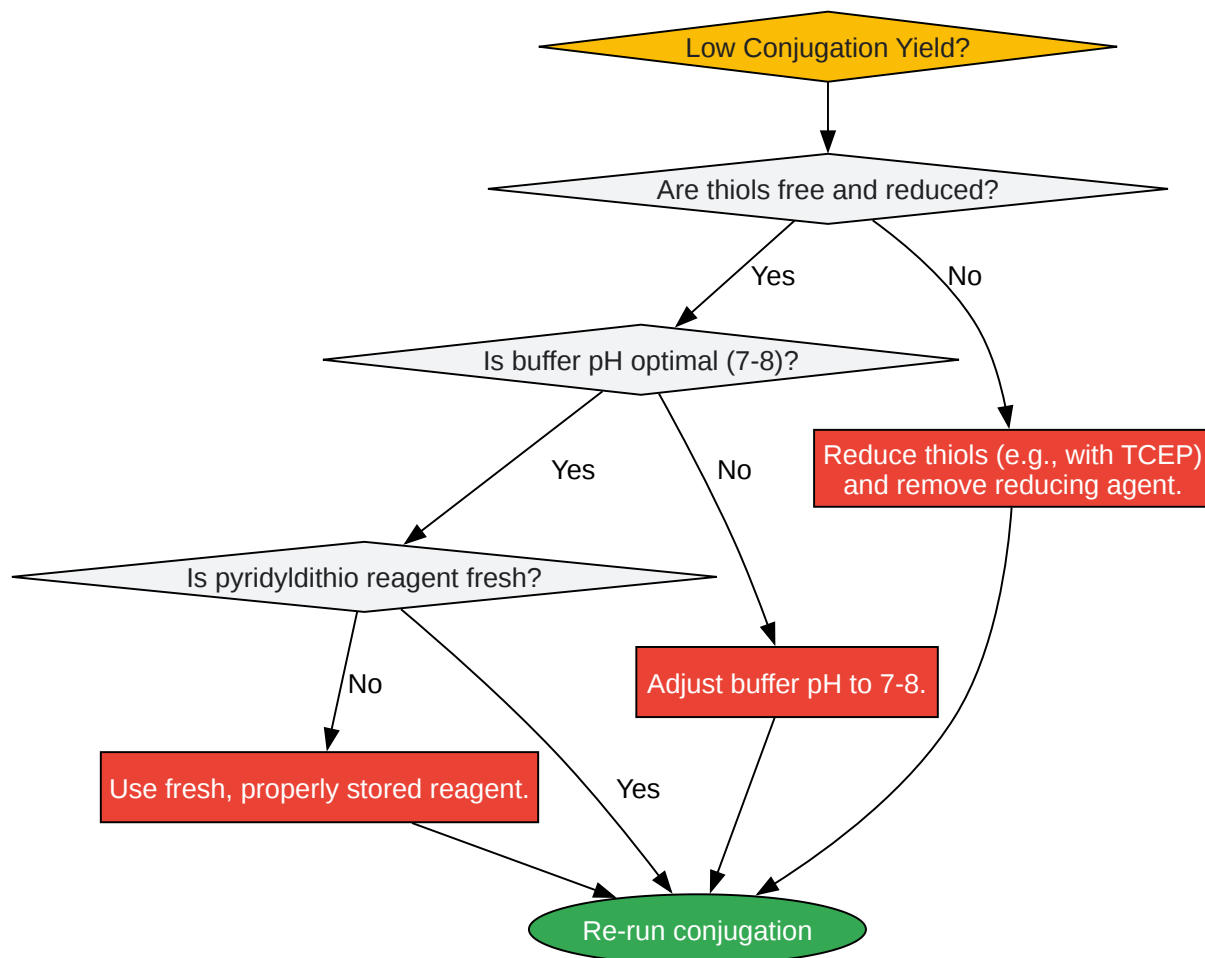 Low Conjugation Yield?
Are thiols free and reduced?
Yes
No
Is buffer pH optimal (7-8)?
Reduce thiols (e.g., with TCEP)
and remove reducing agent.
Yes
No
Is pyridyldithio reagent fresh?
No
Adjust buffer pH to 7-8.
Use fresh, properly stored reagent.
Yes
Re-run conjugation